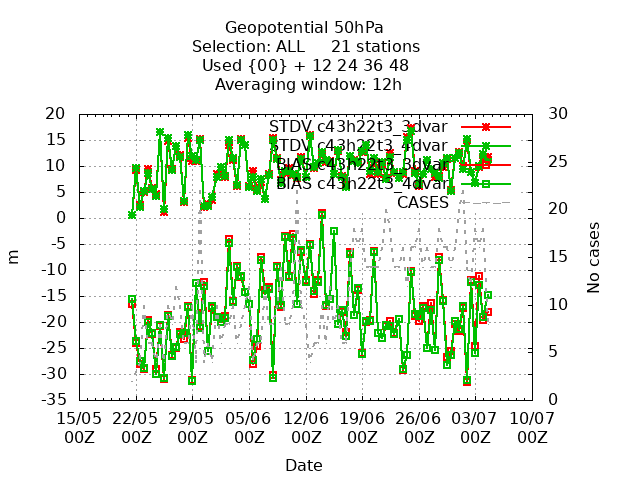 Geopotential 50hPa
Selection: ALL 21 stations
Used {00} + 12 24 36 48
Averaging window: 12h
20
15
10
5
0
-5
-10
-15
-20
-25
-30
-35
m
30
25
20
15
10
5
0
No cases
STDV c43h22t3_3dvar
STDV c43h22t3_4dvar
BIAS c43h22t3_3dvar
BIAS c43h22t3_4dvar
CASES
15/05 22/05 29/05 05/06 12/06 19/06 26/06 03/07 10/07
00Z 00Z 00Z 00Z 00Z 00Z 00Z 00Z 00Z
Date